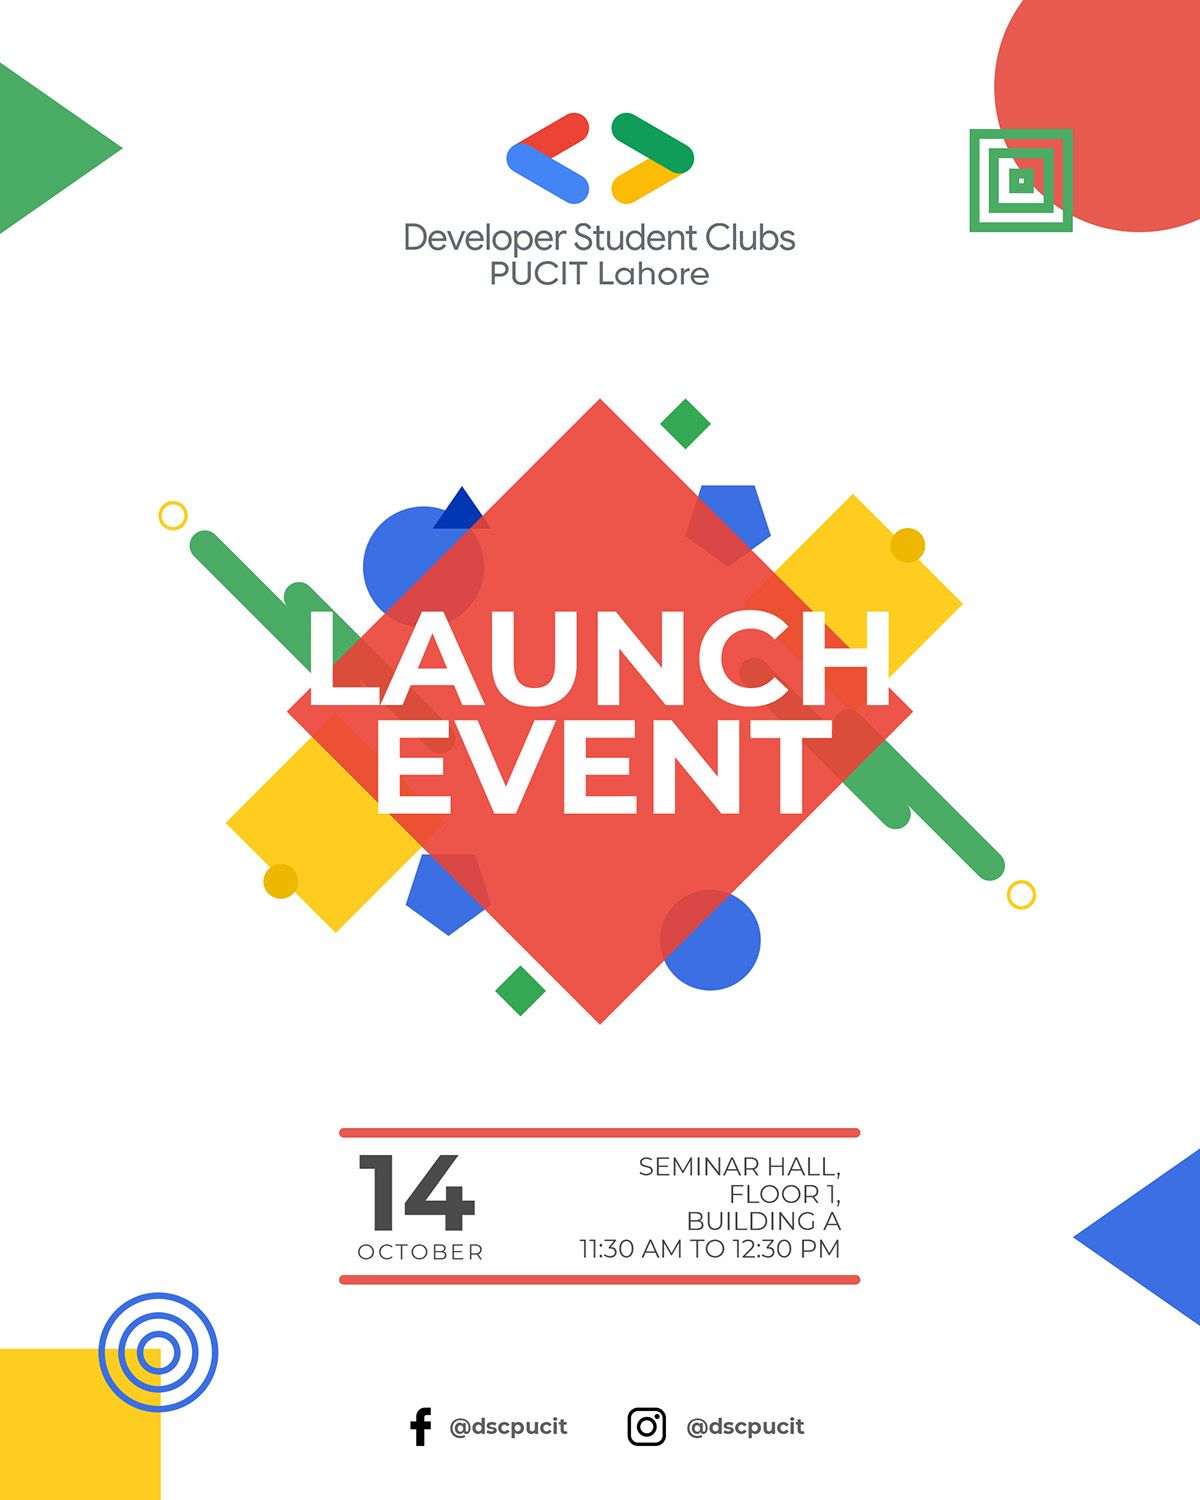 Developer Student Clubs
PUCIT Lahore
LAUNCH
EVENT
14
OCTOBER
SEMINAR HALL,
FLOOR 1,
BUILDING A
11:30 AM TO 12:30 PM
@dscpucit
@dscpucit